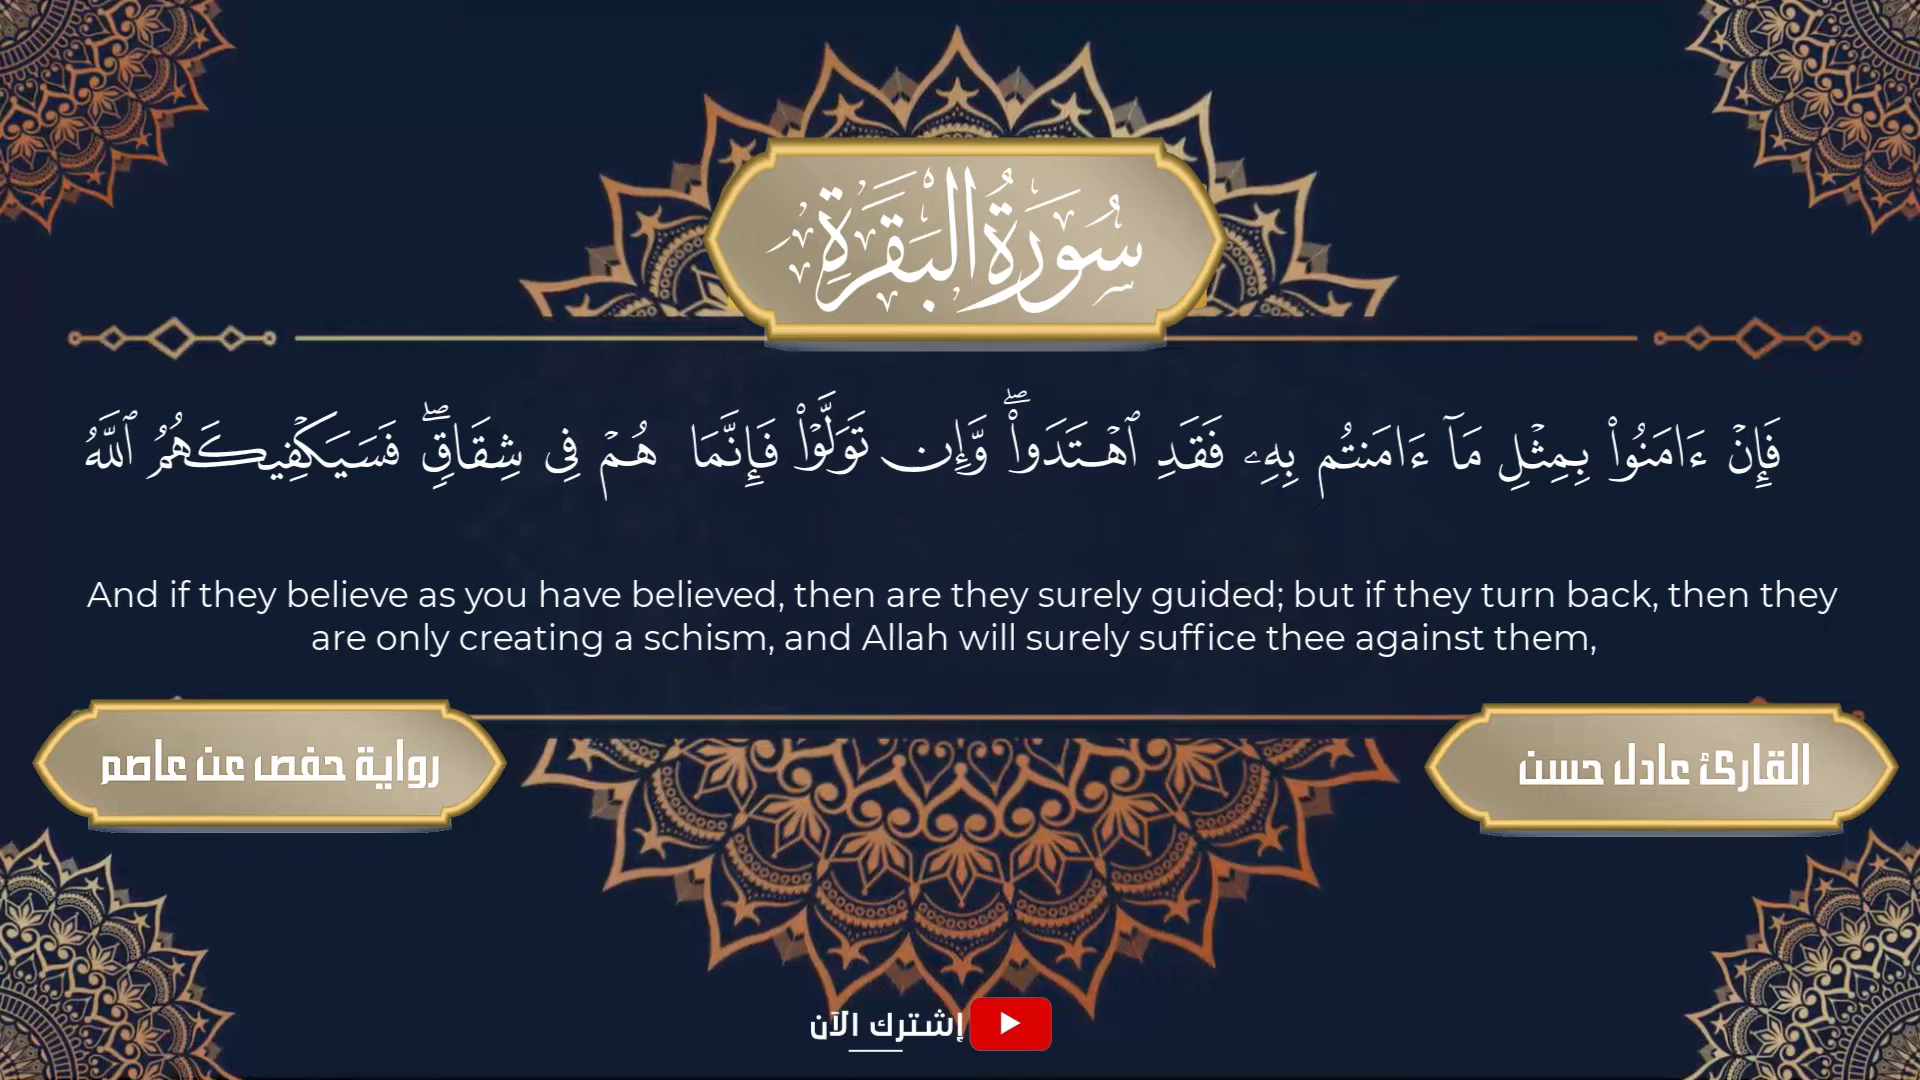 سُورَةُ الْبَقَرَةِ
فَإِنْ ءَامَنُوا۟ بِمِثْلِ مَآ ءَامَنتُم بِهِۦ فَقَدِ ٱهْتَدَوا۟ ۖ وَّإِن تَوَلَّوْا۟ فَإِنَّمَا هُمْ فِى شِقَاقٍ ۖ فَسَيَكْفِيكَهُمُ ٱللَّهُ
And if they believe as you have believed, then are they surely guided; but if they turn back, then they
are only creating a schism, and Allah will surely suffice thee against them,
القارئ عادل حسن
رواية حفص عن عاصم
إشترك الآن